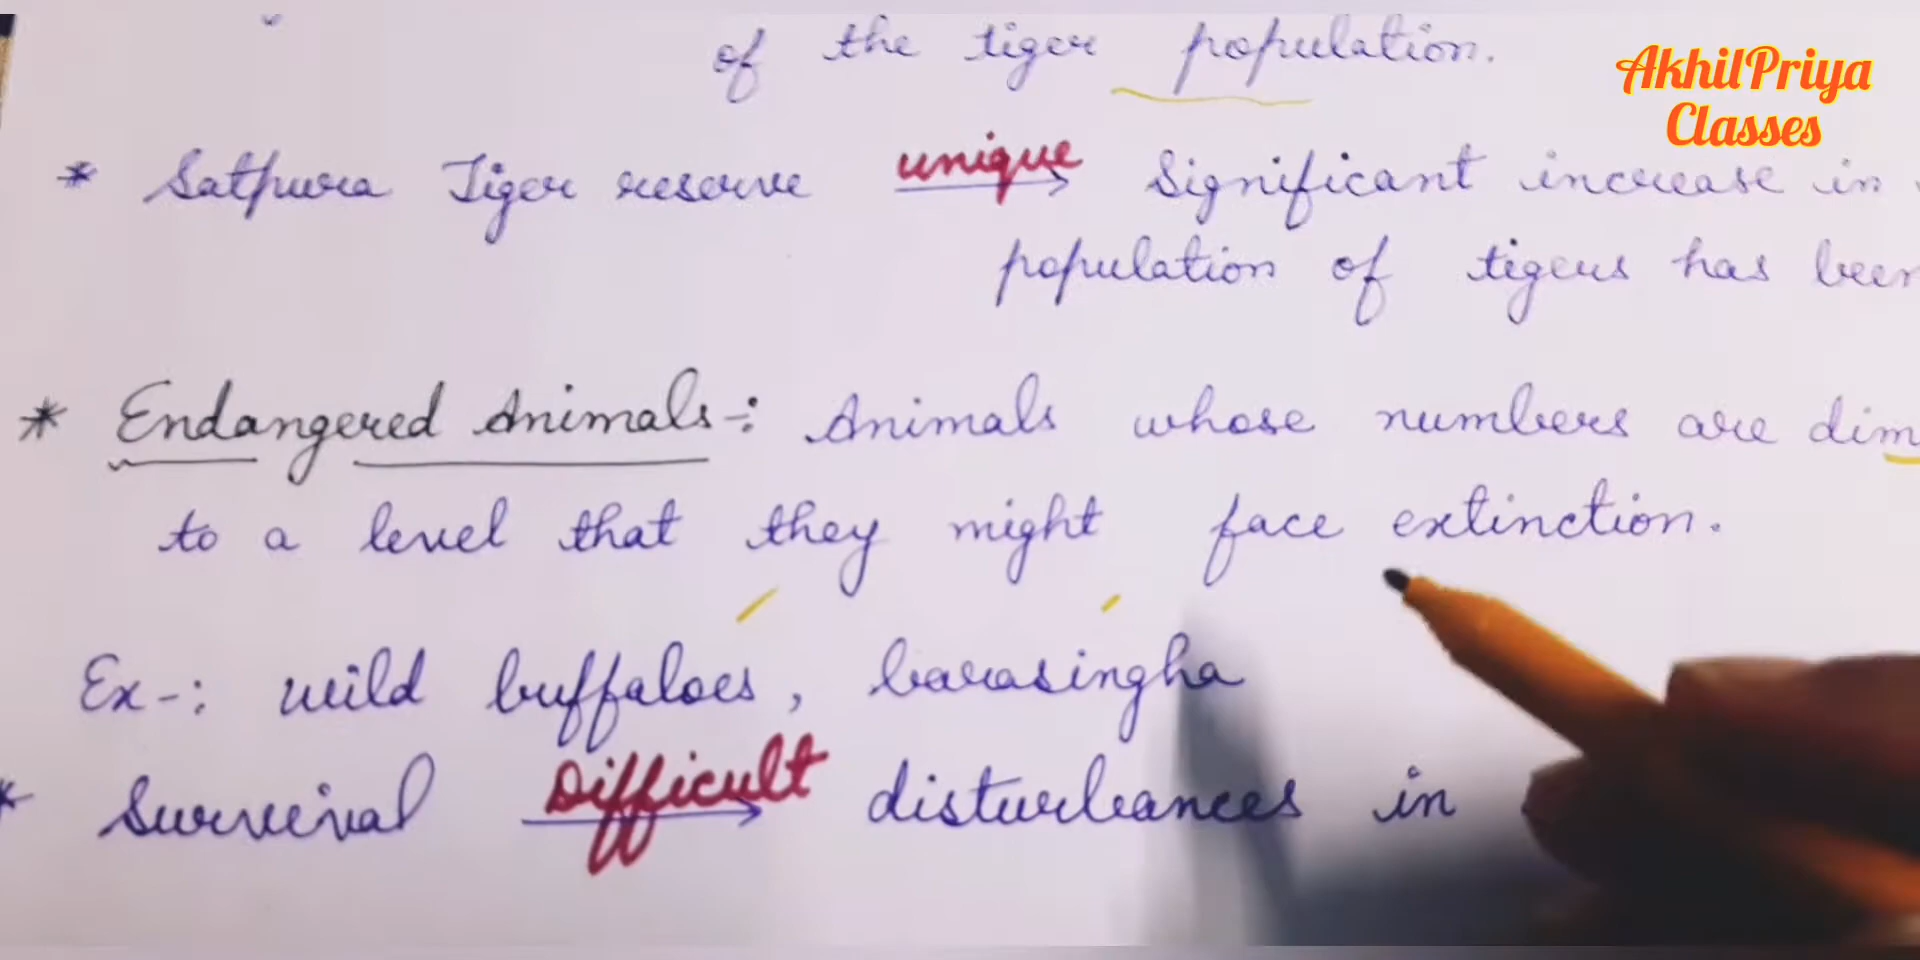 of the tiger population.
AkhilPriya
Classes
* Satpura Tiger reserve unique → Significant increase in
population of tigers has been
* Endangered Animals -: Animals whose numbers are dim
to a level that they might face extinction.
Ex -: wild buffaloes, barasingha
* Survival Difficult → disturbances in